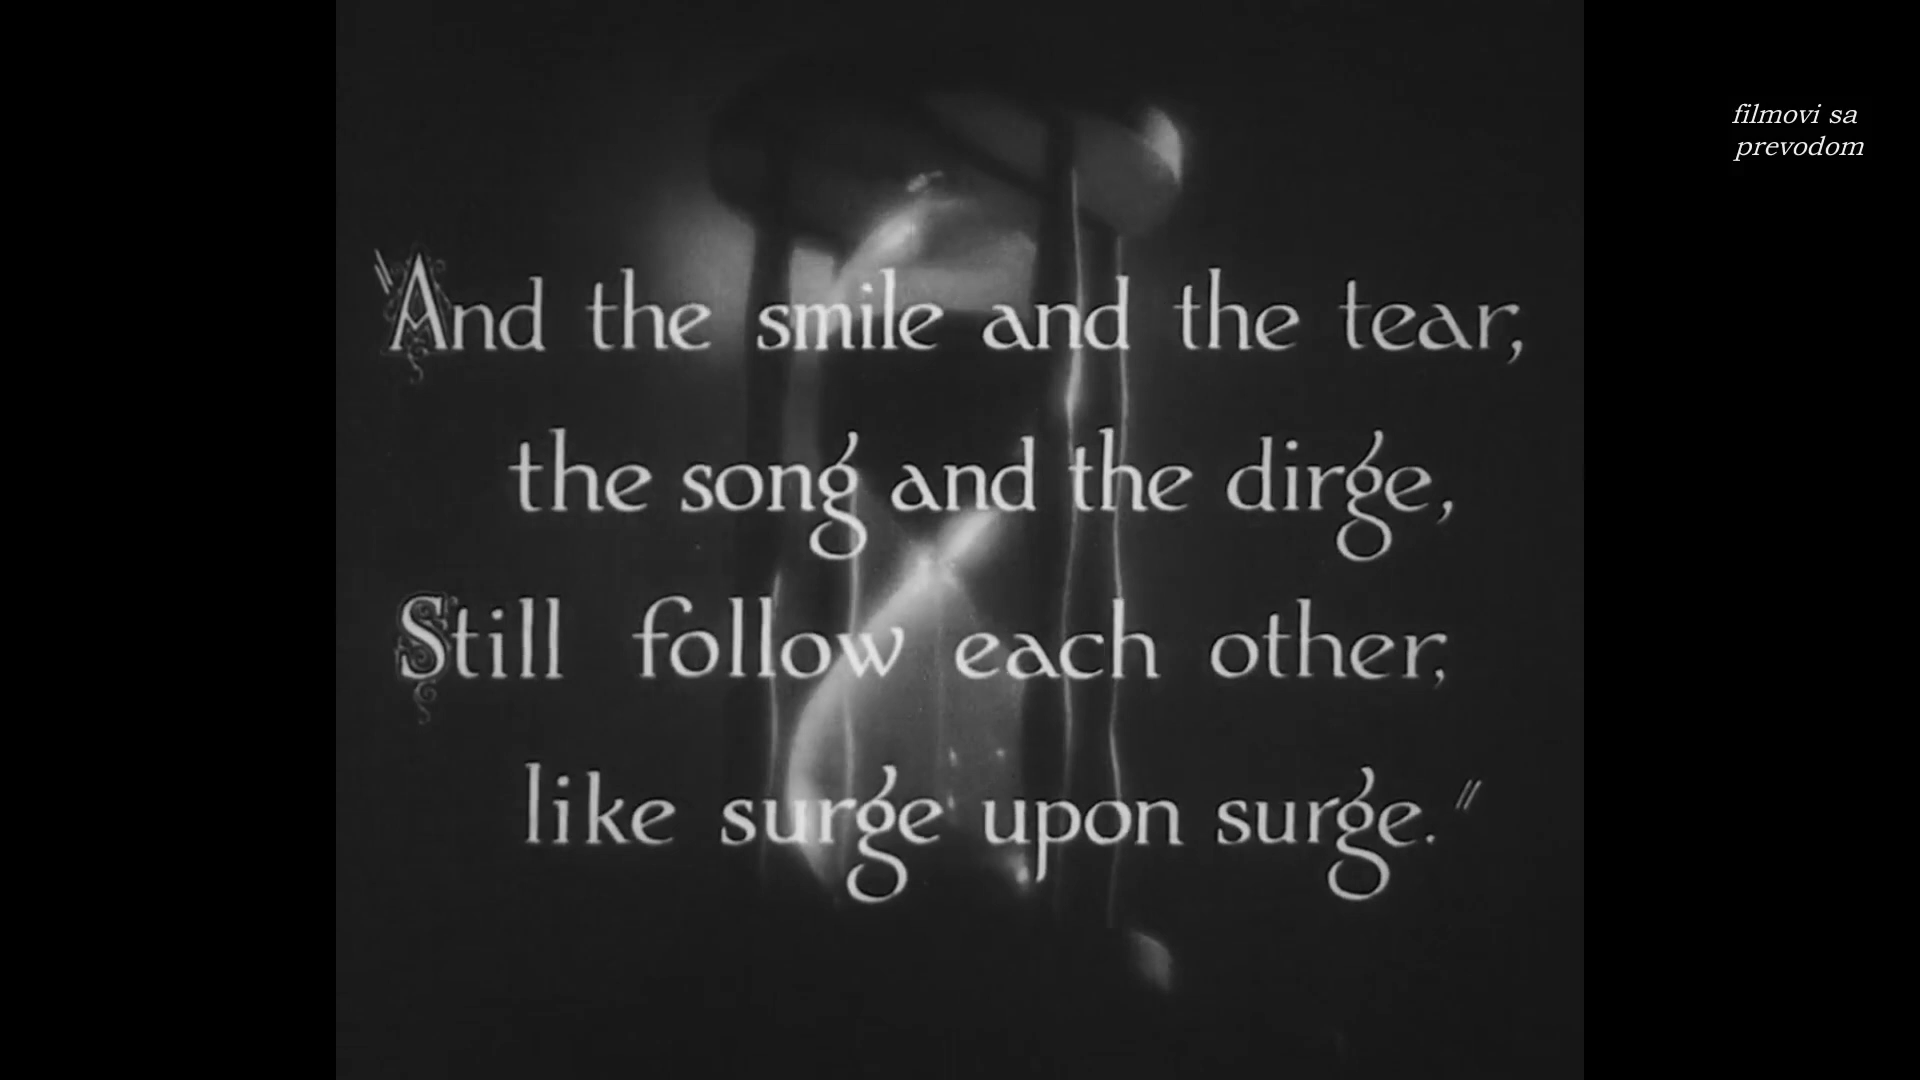 "And the smile and the tear,
the song and the dirge,
Still follow each other,
like surge upon surge."
filmovi sa
prevodom